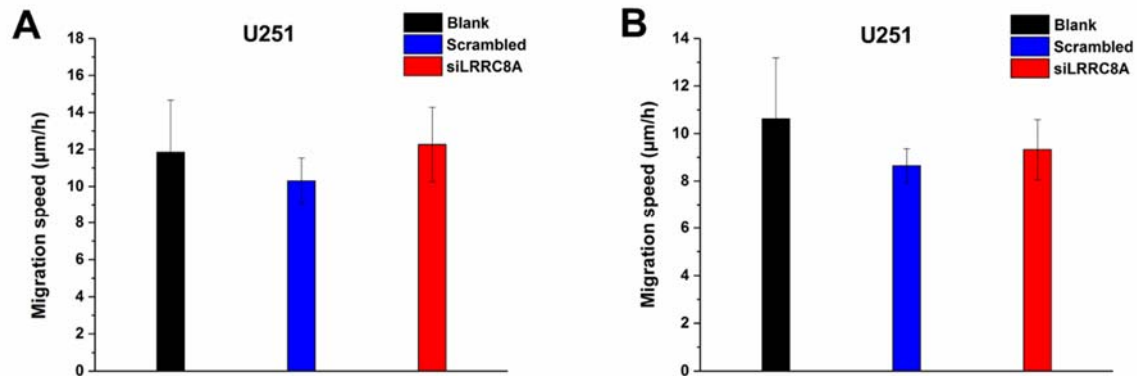 A
U251
Blank
Scrambled
siLRRC8A
Migration speed (µm/h)
18
16
14
12
10
8
6
4
2
0
B
U251
Blank
Scrambled
siLRRC8A
Migration speed (µm/h)
14
12
10
8
6
4
2
0